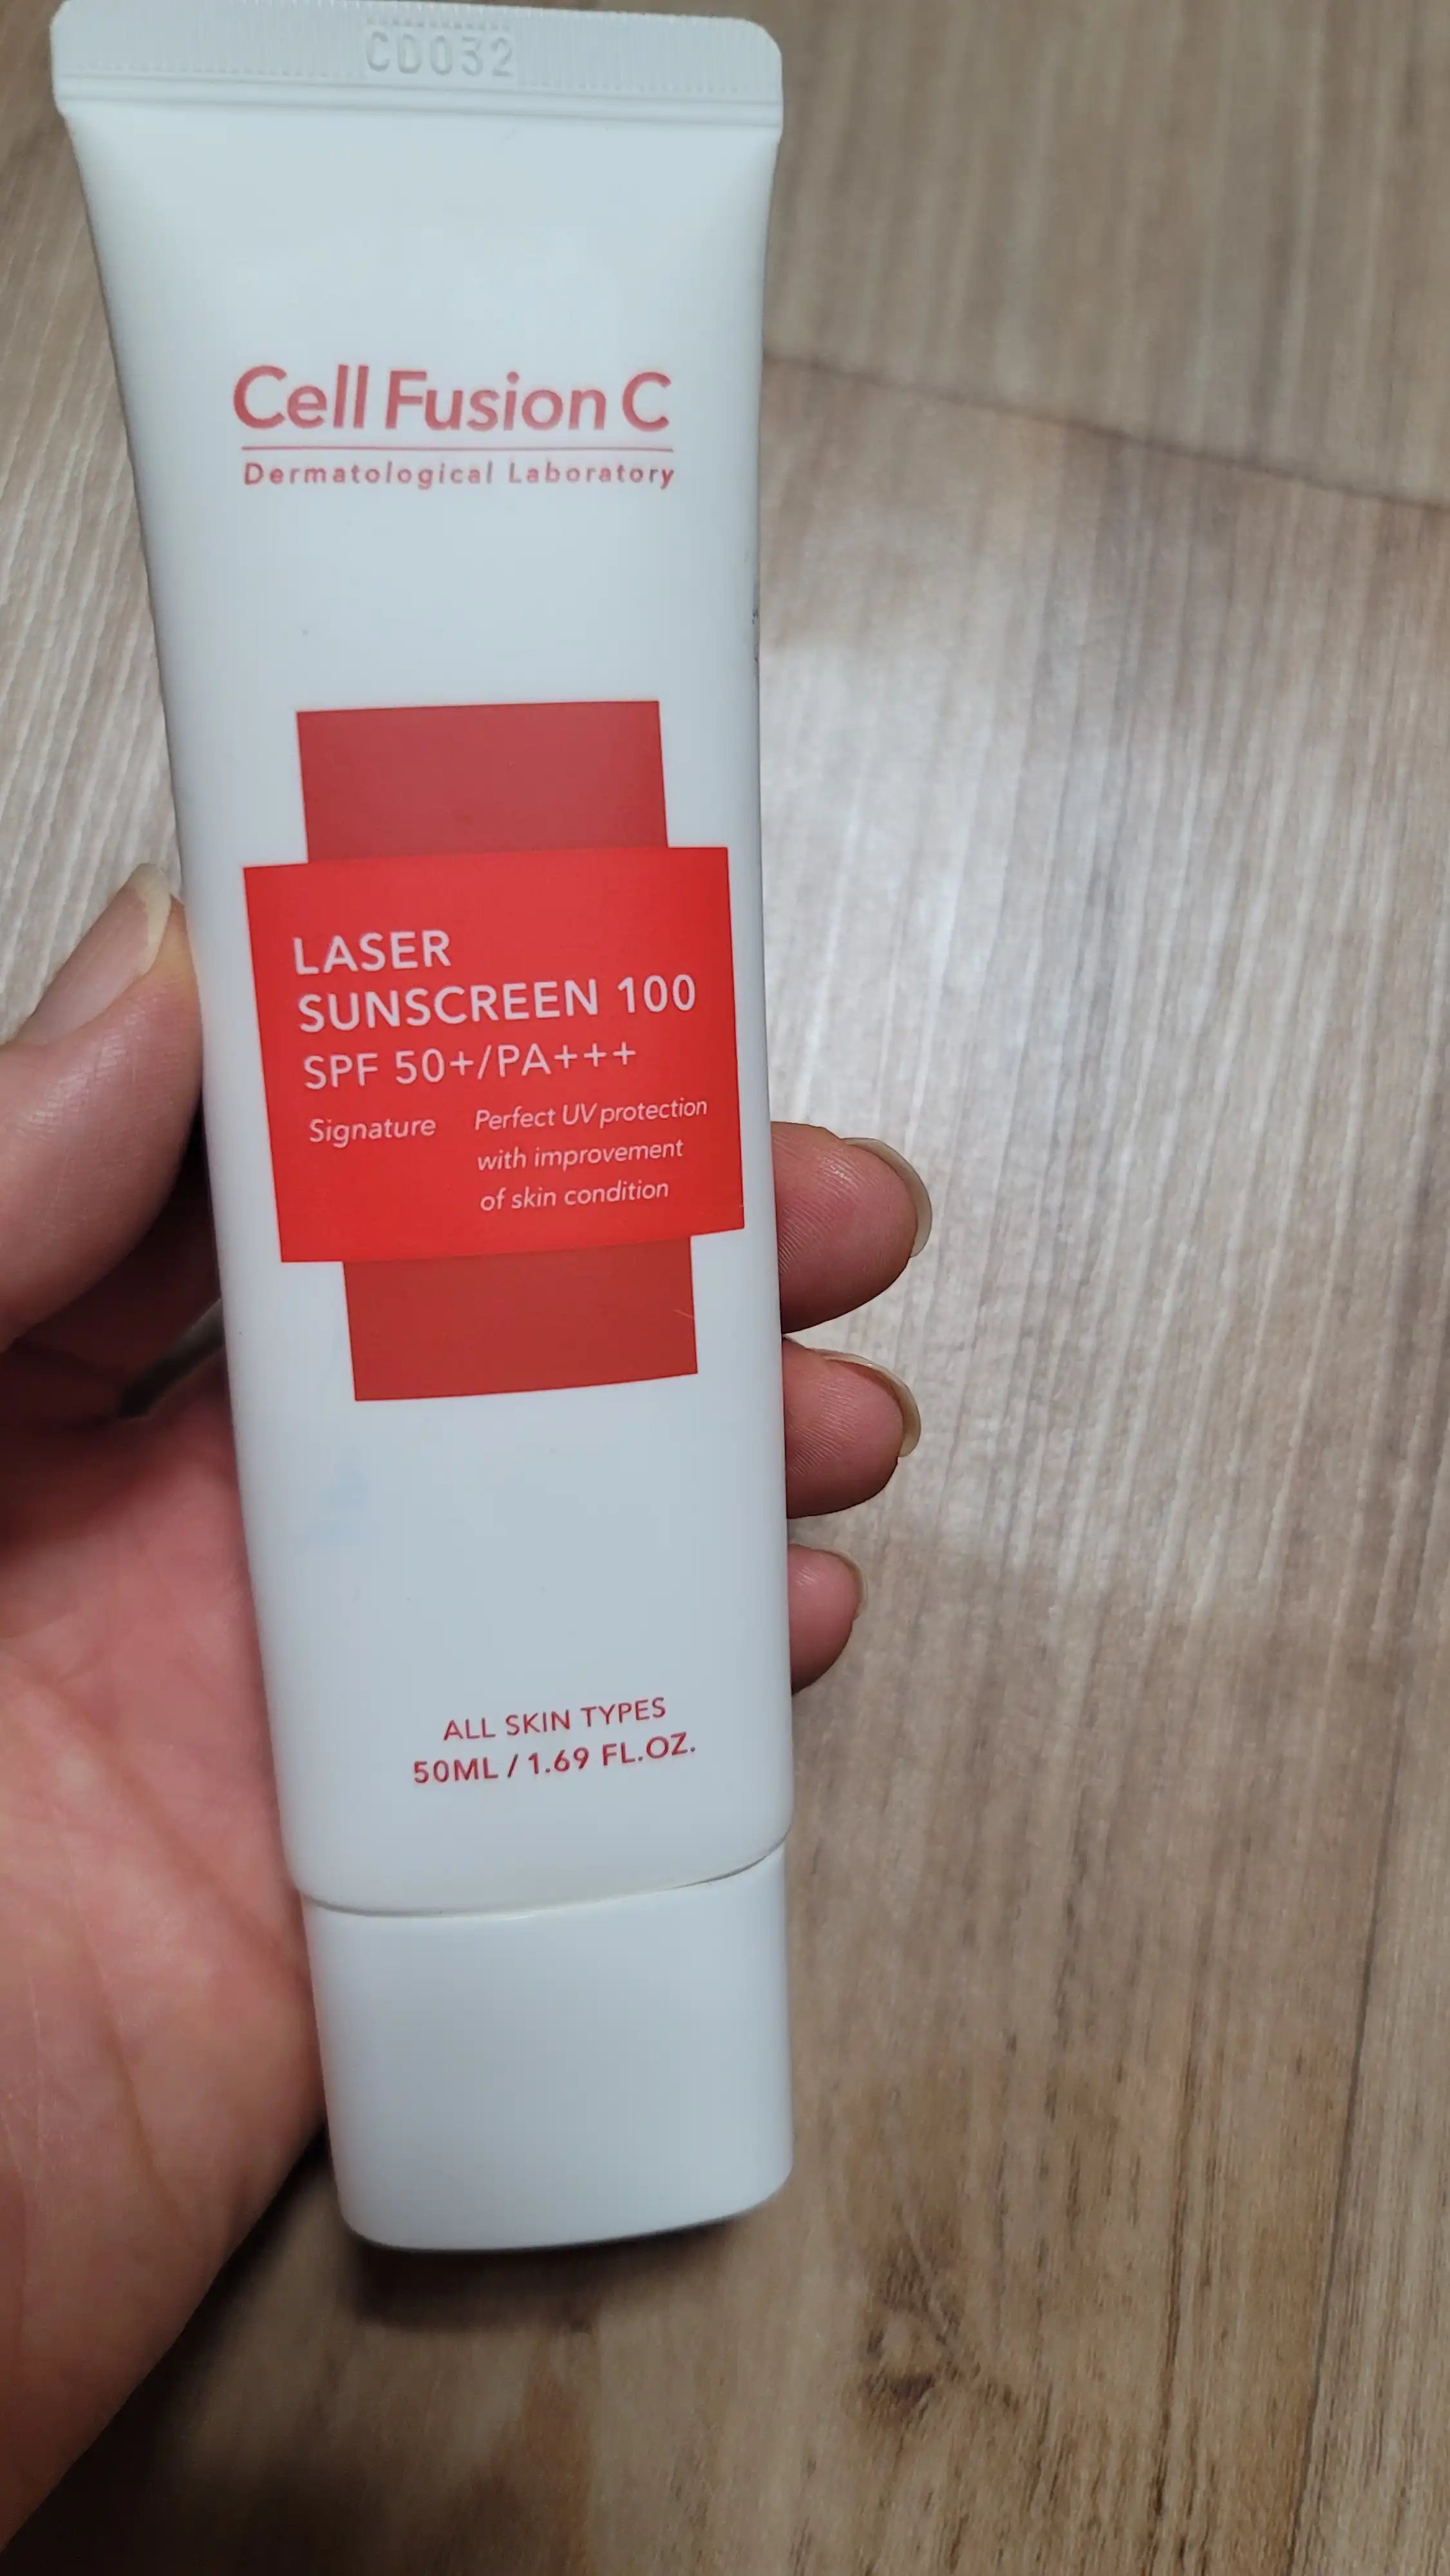 CD032
Cell Fusion C
Dermatological Laboratory
LASER
SUNSCREEN 100
SPF 50+/PA+++
Signature
Perfect UV protection
with improvement
of skin condition
ALL SKIN TYPES
50ML / 1.69 FL.OZ.